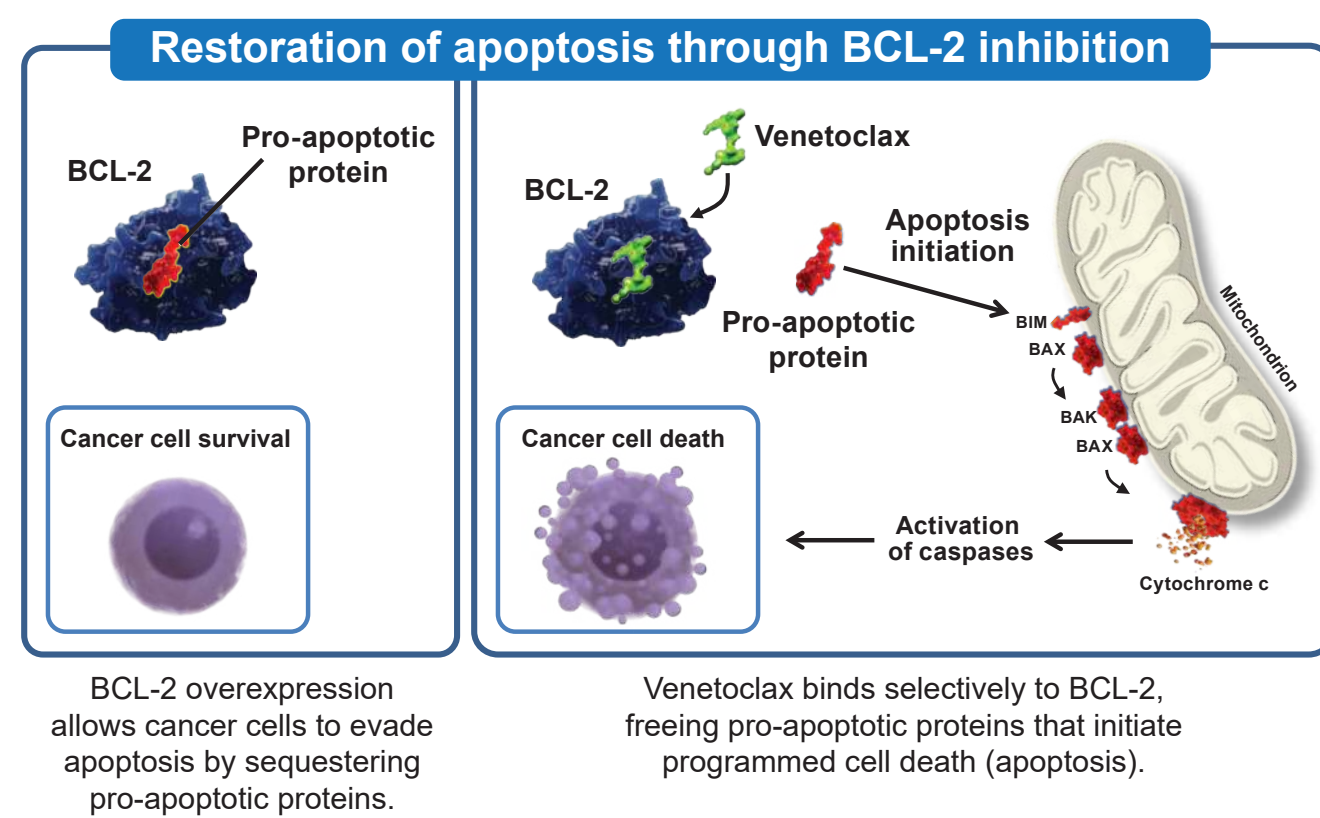 Restoration of apoptosis through BCL-2 inhibition
BCL-2
Pro-apoptotic
protein
Cancer cell survival
BCL-2 overexpression
allows cancer cells to evade
apoptosis by sequestering
pro-apoptotic proteins.
Venetoclax
BCL-2
Pro-apoptotic
protein
Apoptosis
initiation
Mitochondrion
BIM
BAX
BAK
BAX
Cytochrome c
Activation
of caspases
Cancer cell death
Venetoclax binds selectively to BCL-2,
freeing pro-apoptotic proteins that initiate
programmed cell death (apoptosis).